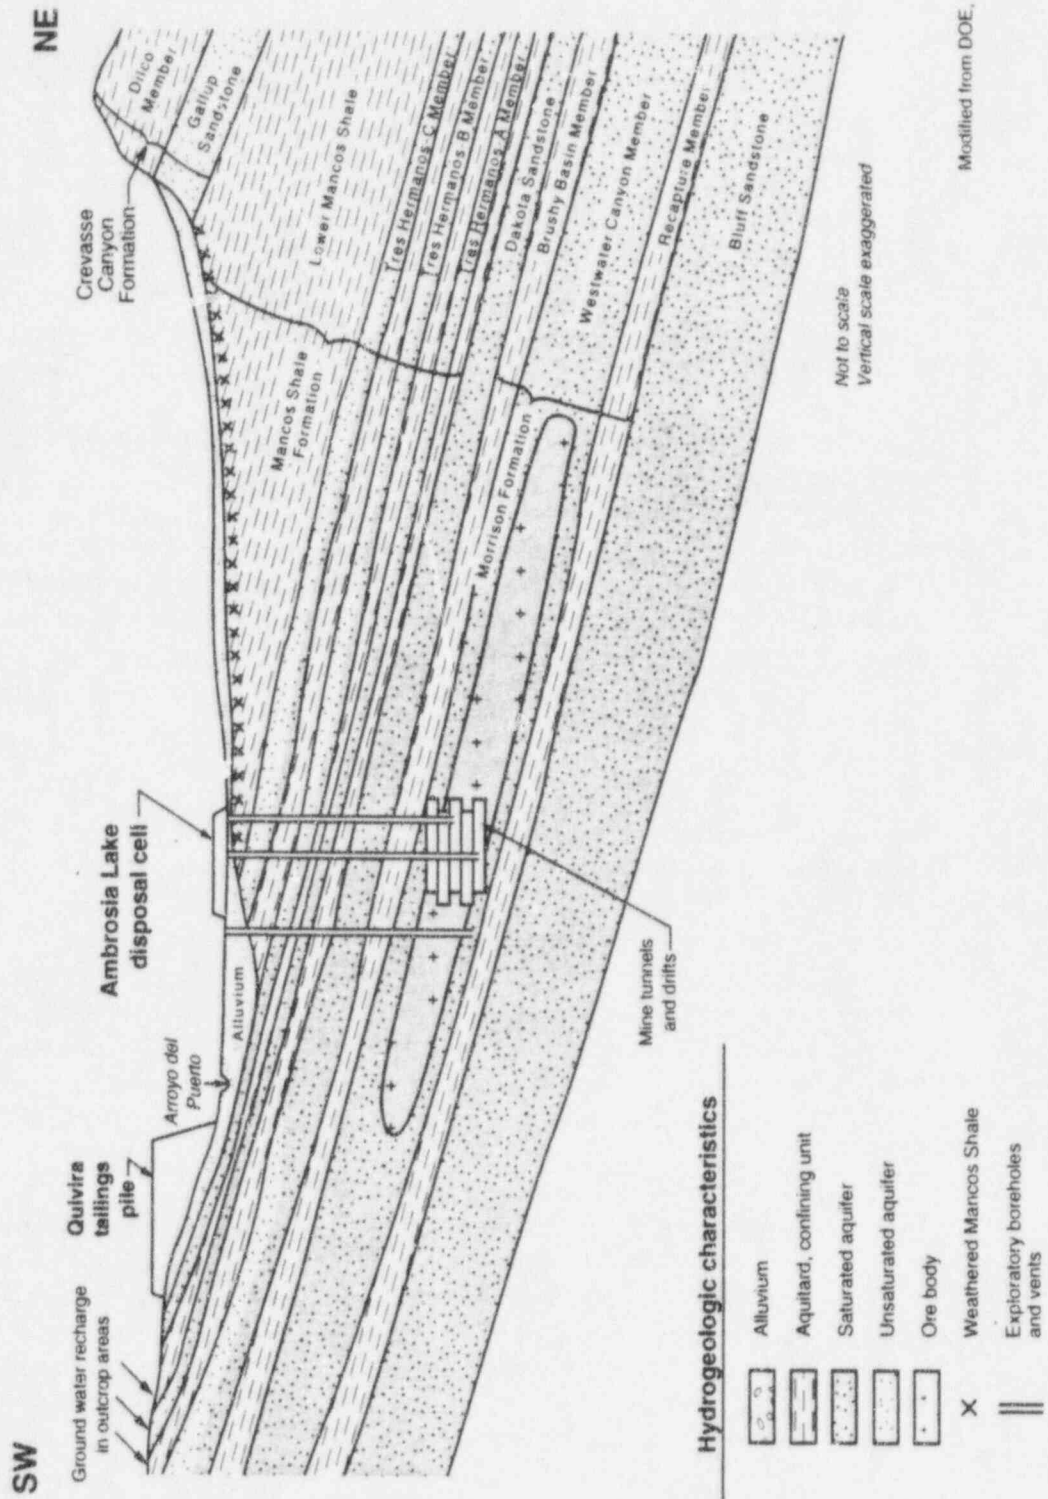 SW
NE
Ground water recharge
in outcrop areas
Quivira
tailings
pile
Arroyo del
Puerto
Alluvium
Ambrosia Lake
disposal cell
Crevasse
Canyon
Formation
Dilco
Member
Gallup
Sandstone
Lower Mancos Shale
Mancos Shale
Formation
Tres Hermanos C Member
Tres Hermanos B Member
Tres Hermanos A Member
Dakota Sandstone
Brushy Basin Member
Westwater Canyon Member
Morrison Formation
Recapture Member
Bluff Sandstone
Mine tunnels
and drifts
Not to scale
Vertical scale exaggerated
Modified from DOE,
Hydrogeologic characteristics
Alluvium
Aquitard, confining unit
Saturated aquifer
Unsaturated aquifer
Ore body
X Weathered Mancos Shale
Exploratory boreholes
and vents